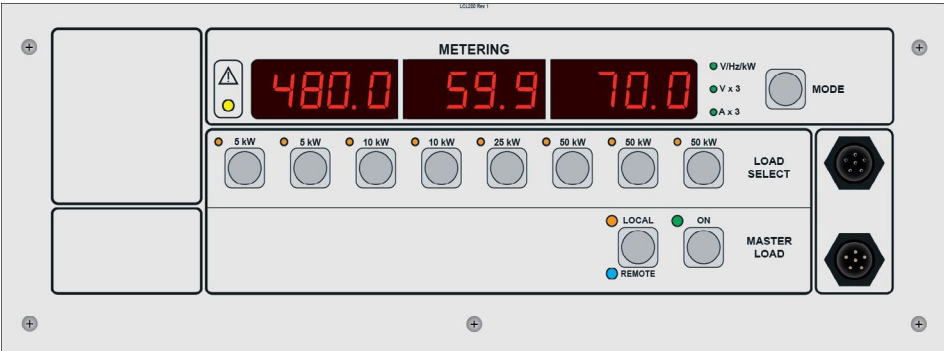 LCL200 Rev 1
METERING
480.0 59.9 70.0
V/Hz/kW
V x 3
A x 3
MODE
5 kW 5 kW 10 kW 10 kW 25 kW 50 kW 50 kW 50 kW
LOAD
SELECT
LOCAL ON
REMOTE
MASTER
LOAD